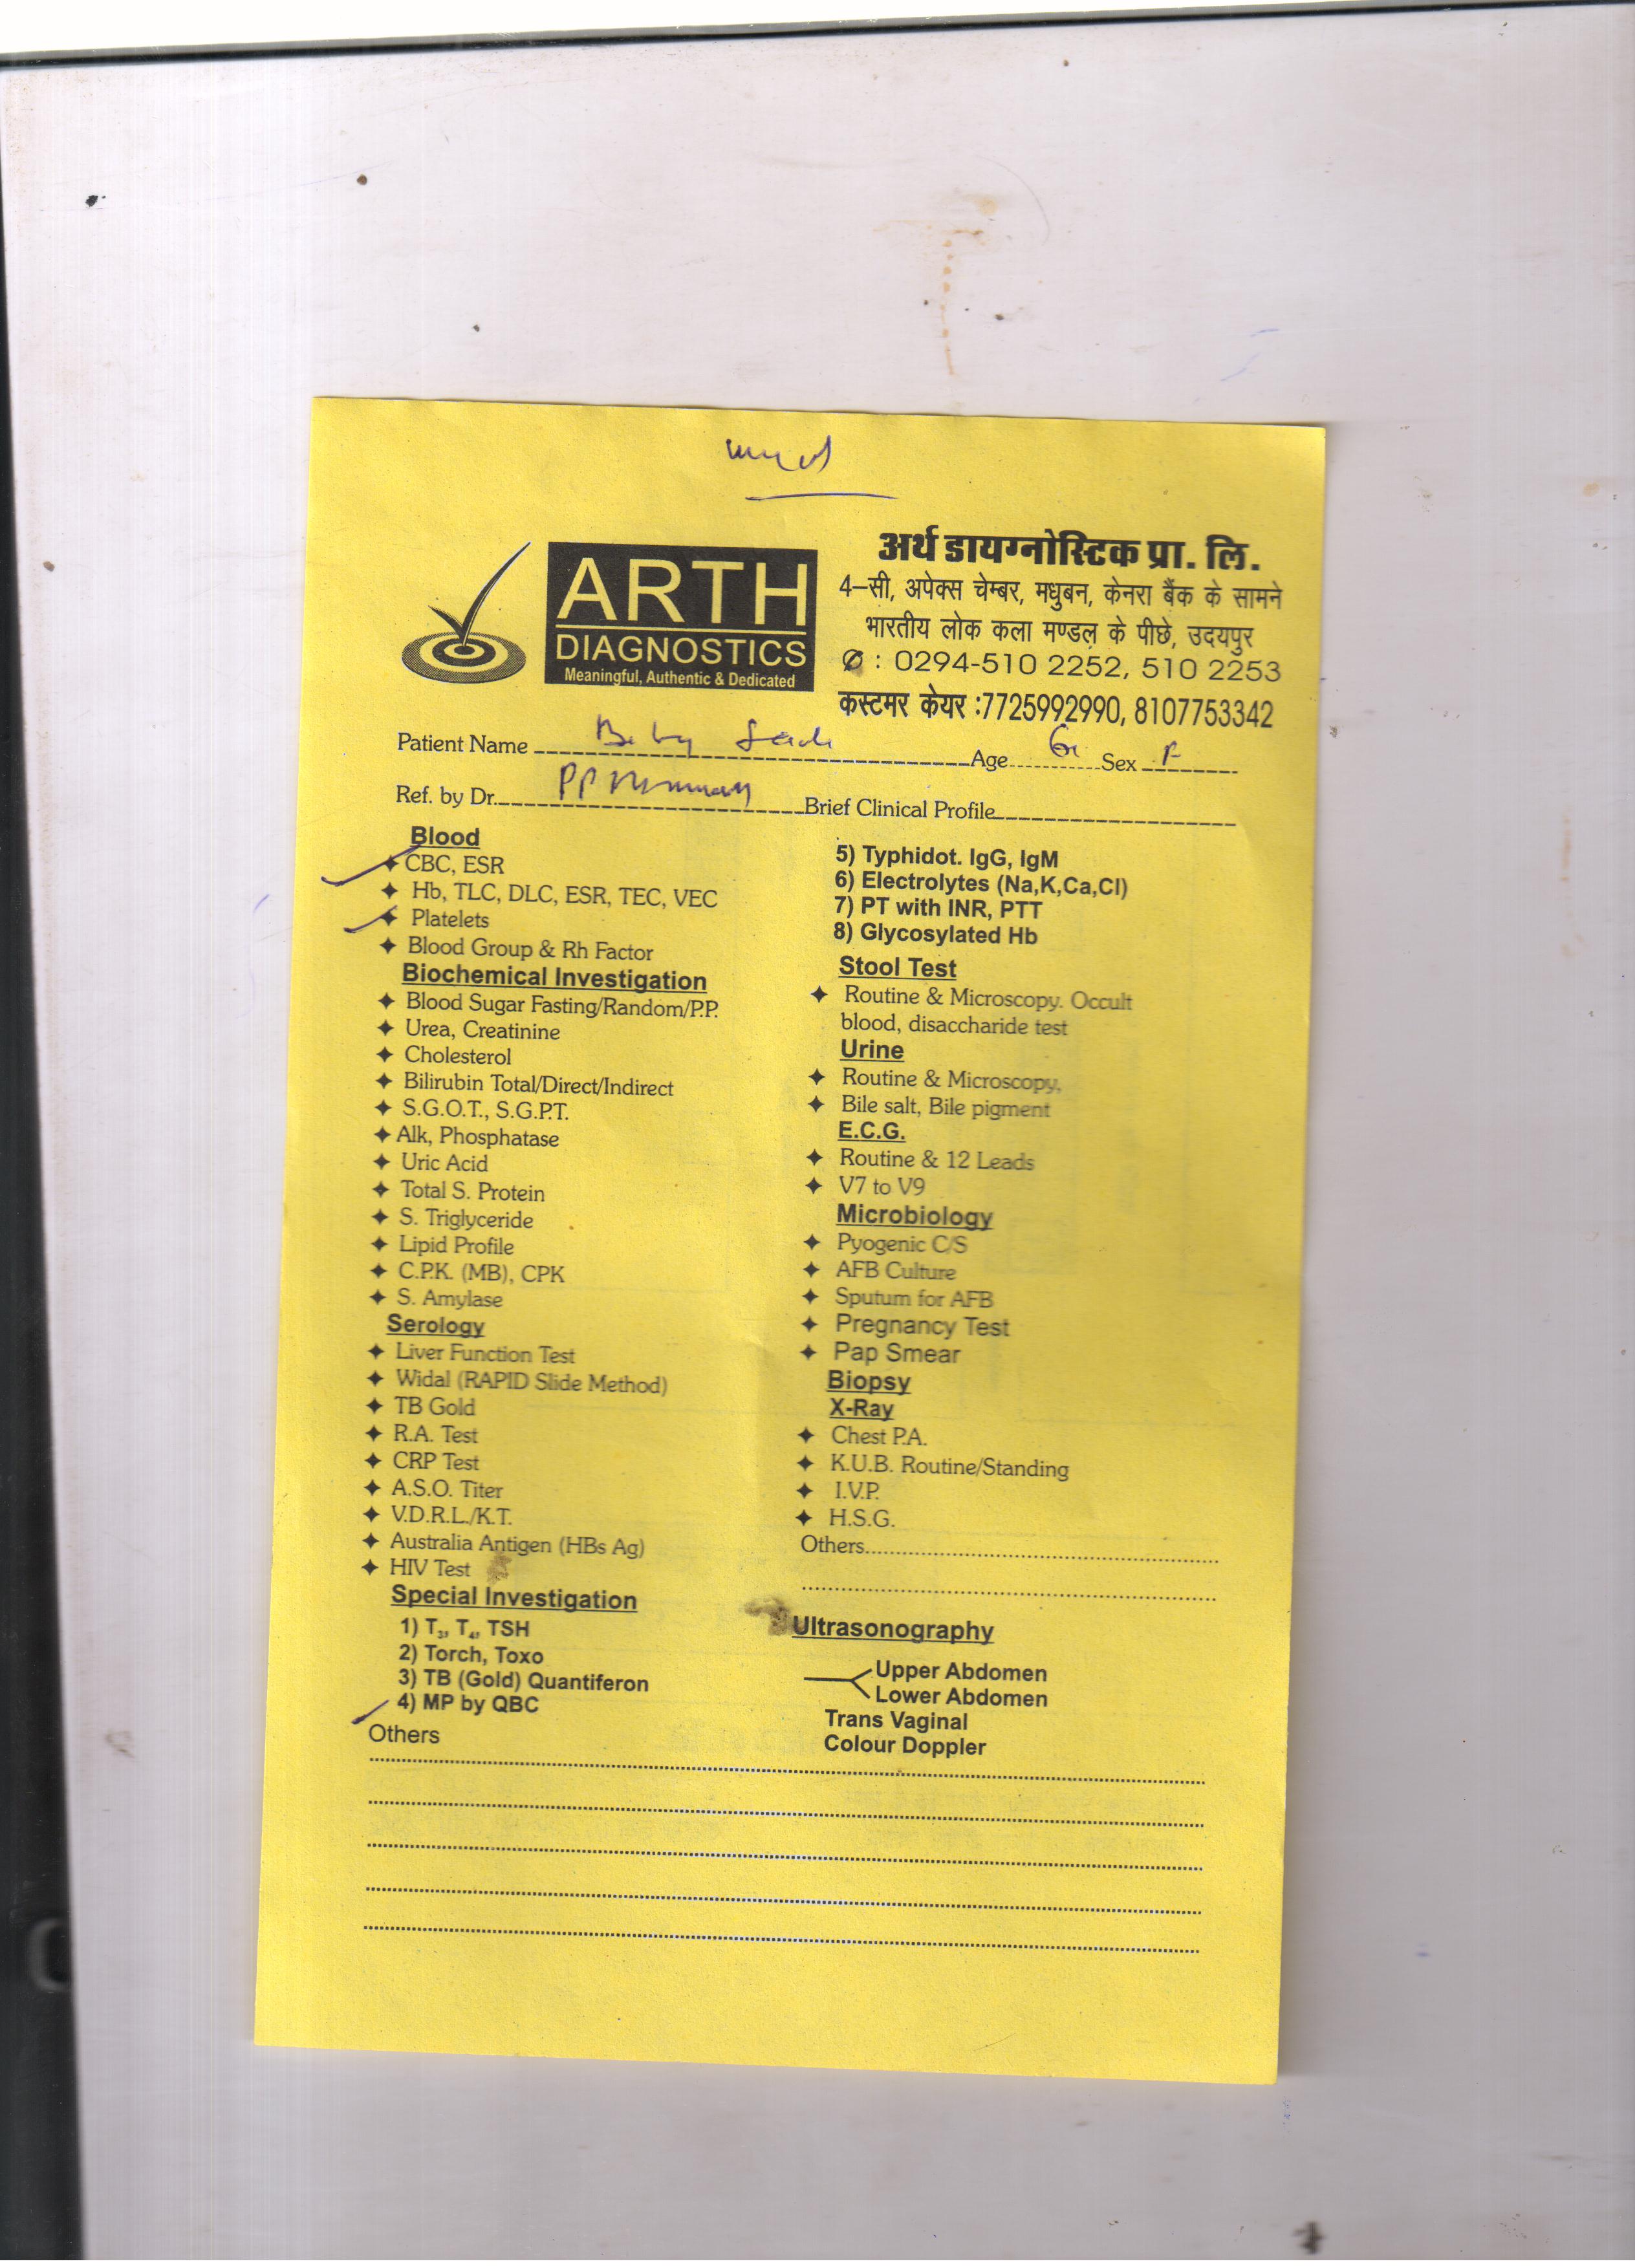 ARTH
DIAGNOSTICS
Meaningful, Authentic & Dedicated
अर्थ डायग्नोस्टिक प्रा. लि.
4–सी, अपेक्स चेम्बर, मधुबन, केनरा बैंक के सामने
भारतीय लोक कला मण्डल के पीछे, उदयपुर
✆ : 0294-510 2252, 510 2253
कस्टमर केयर :7725992990, 8107753342
Patient Name Baby Age Sex F
Ref. by Dr. PP Brief Clinical Profile
Blood
CBC, ESR
Hb, TLC, DLC, ESR, TEC, VEC
Platelets
Blood Group & Rh Factor
Biochemical Investigation
Blood Sugar Fasting/Random/P.P.
Urea, Creatinine
Cholesterol
Bilirubin Total/Direct/Indirect
S.G.O.T., S.G.P.T.
Alk, Phosphatase
Uric Acid
Total S. Protein
S. Triglyceride
Lipid Profile
C.P.K. (MB), CPK
S. Amylase
Serology
Liver Function Test
Widal (RAPID Slide Method)
TB Gold
R.A. Test
CRP Test
A.S.O. Titer
V.D.R.L./K.T.
Australia Antigen (HBs Ag)
HIV Test
Special Investigation
1) T₃, T₄, TSH
2) Torch, Toxo
3) TB (Gold) Quantiferon
4) MP by QBC
Others
5) Typhidot. IgG, IgM
6) Electrolytes (Na,K,Ca,Cl)
7) PT with INR, PTT
8) Glycosylated Hb
Stool Test
Routine & Microscopy. Occult
blood, disaccharide test
Urine
Routine & Microscopy,
Bile salt, Bile pigment
E.C.G.
Routine & 12 Leads
V7 to V9
Microbiology
Pyogenic C/S
AFB Culture
Sputum for AFB
Pregnancy Test
Pap Smear
Biopsy
X-Ray
Chest P.A.
K.U.B. Routine/Standing
I.V.P.
H.S.G.
Others
Ultrasonography
Upper Abdomen
Lower Abdomen
Trans Vaginal
Colour Doppler